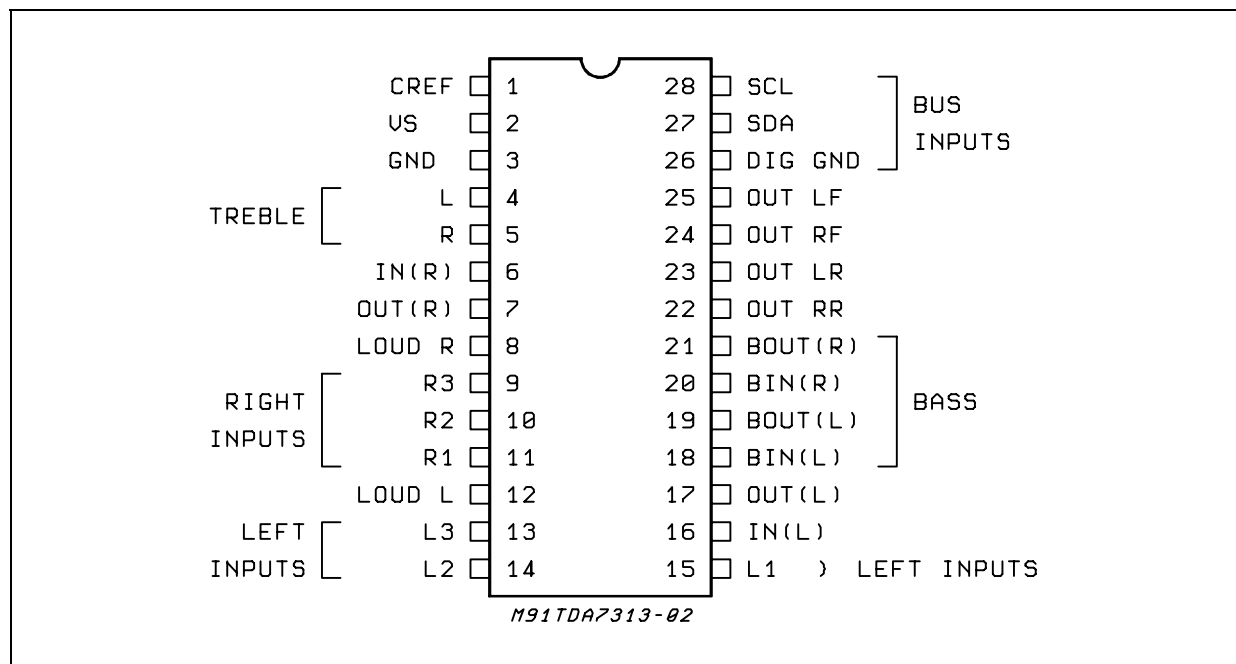 CREF 1 28 SCL
VS 2 27 SDA
GND 3 26 DIG GND
BUS
INPUTS
L 4 25 OUT LF
TREBLE
R 5 24 OUT RF
IN(R) 6 23 OUT LR
OUT(R) 7 22 OUT RR
LOUD R 8 21 BOUT(R)
R3 9 20 BIN(R)
RIGHT
INPUTS
BASS
R2 10 19 BOUT(L)
R1 11 18 BIN(L)
LOUD L 12 17 OUT(L)
LEFT
INPUTS
L3 13 16 IN(L)
L2 14 15 L1 ) LEFT INPUTS
M91TDA7313-02